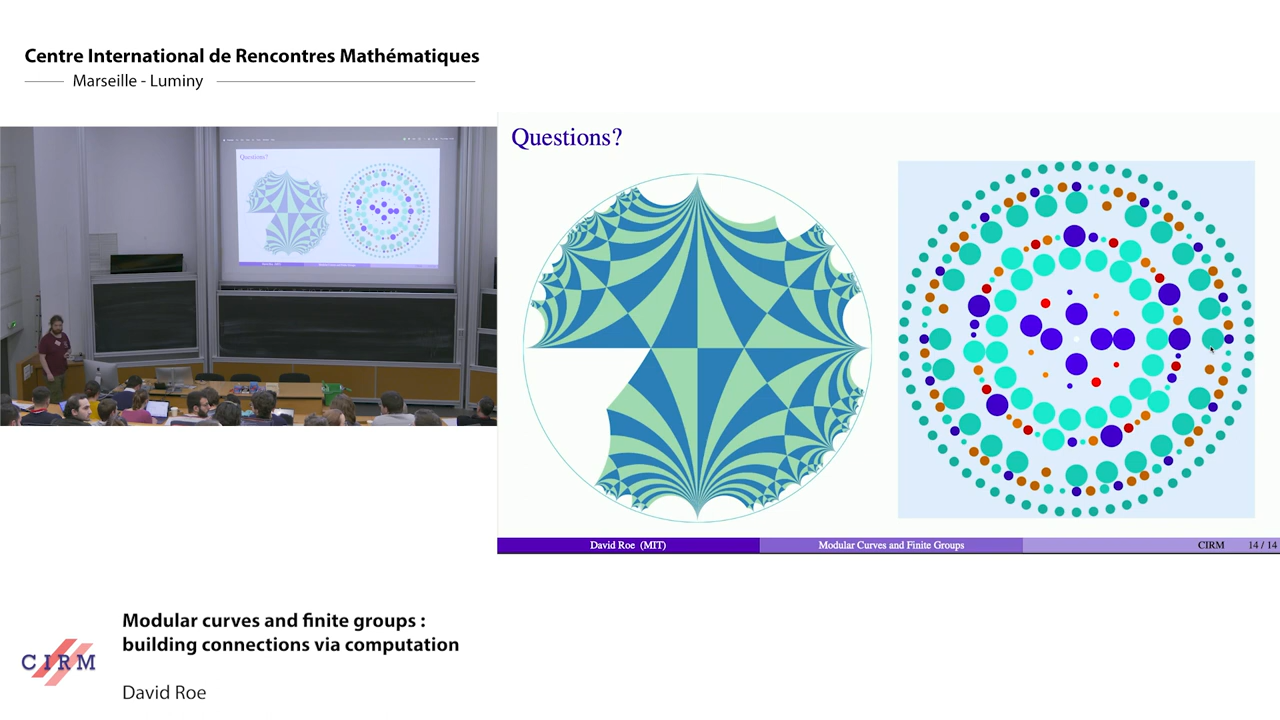 Centre International de Rencontres Mathématiques
Marseille - Luminy
Questions?
Questions?
David Roe (MIT)
Modular Curves and Finite Groups
CIRM
14 / 14
CIRM
Modular curves and finite groups :
building connections via computation
David Roe